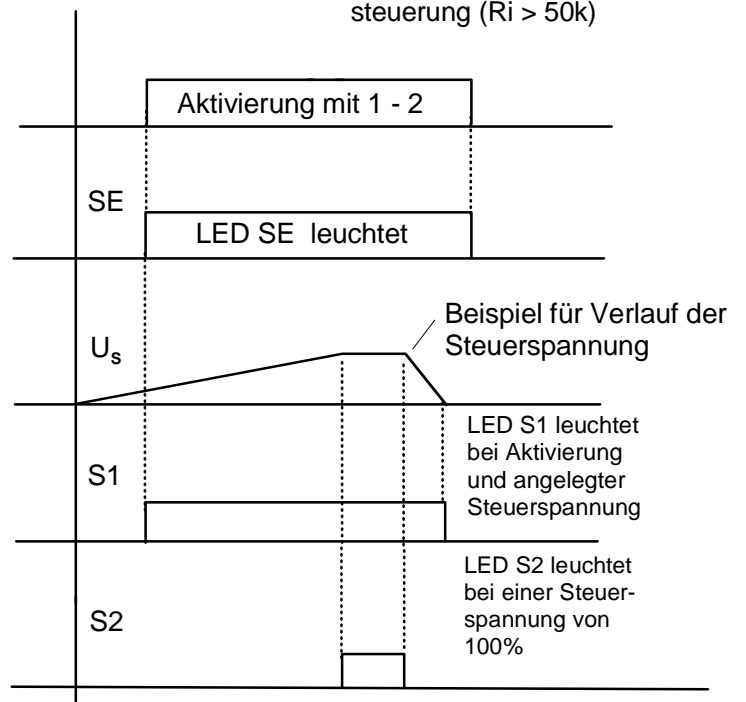 steuerung (Ri > 50k)
Aktivierung mit 1 - 2
SE
LED SE leuchtet
Beispiel für Verlauf der
Steuerspannung
Us
LED S1 leuchtet
bei Aktivierung
und angelegter
Steuerspannung
S1
LED S2 leuchtet
bei einer Steuer-
spannung von
100%
S2